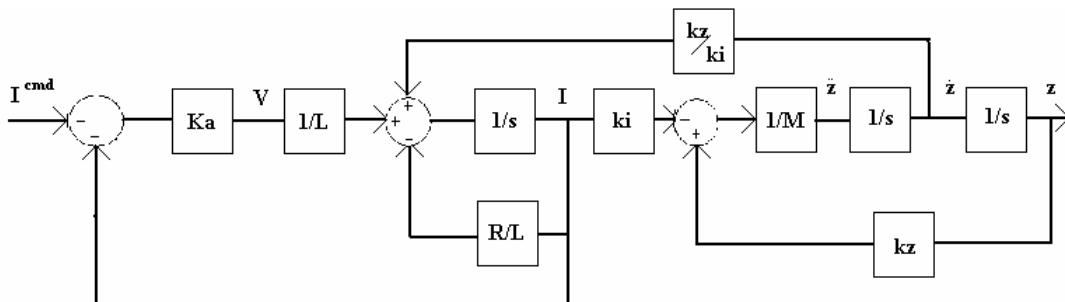 kz/ki
I^cmd
−
−
Ka
V
1/L
+
+
−
1/s
I
ki
−
+
1/M
z̈
1/s
ż
1/s
z
R/L
kz